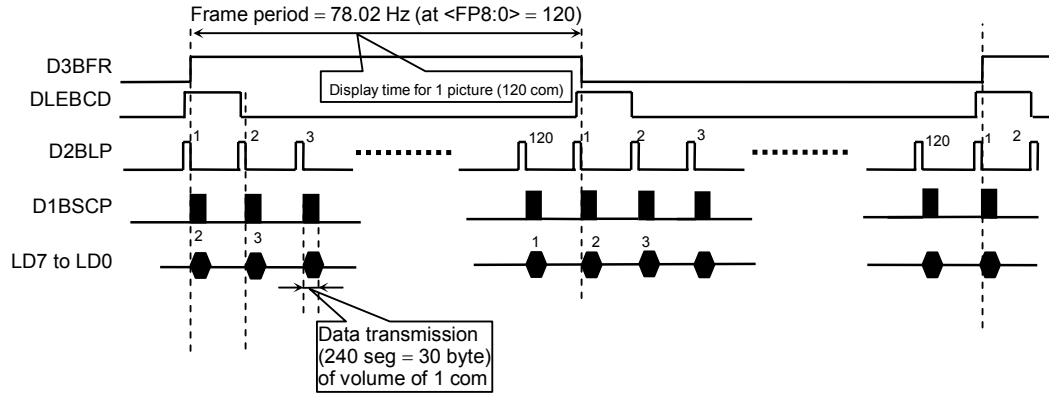 Frame period = 78.02 Hz (at <FP8:0> = 120)
D3BFR
Display time for 1 picture (120 com)
DLEBCD
D2BLP
1 2 3 120 1 2 3 120 1 2
D1BSCP
2 3 1 2 3
LD7 to LD0
Data transmission
(240 seg = 30 byte)
of volume of 1 com